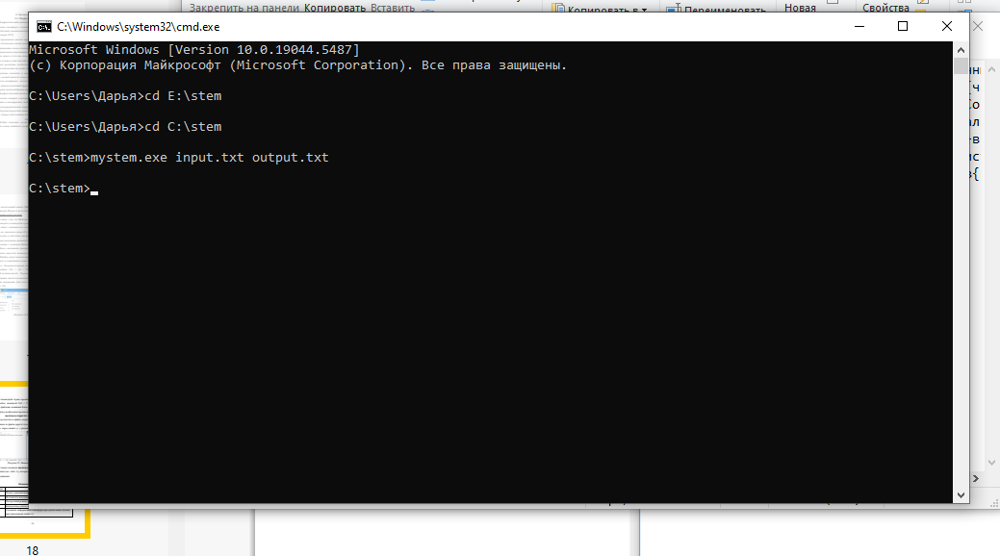 Закрепить на панели Копировать Вставить
Копировать в
Переименовать
Новая
Свойства
C:\Windows\system32\cmd.exe
Microsoft Windows [Version 10.0.19044.5487]
(c) Корпорация Майкрософт (Microsoft Corporation). Все права защищены.
C:\Users\Дарья>cd E:\stem
C:\Users\Дарья>cd C:\stem
C:\stem>mystem.exe input.txt output.txt
C:\stem>
18